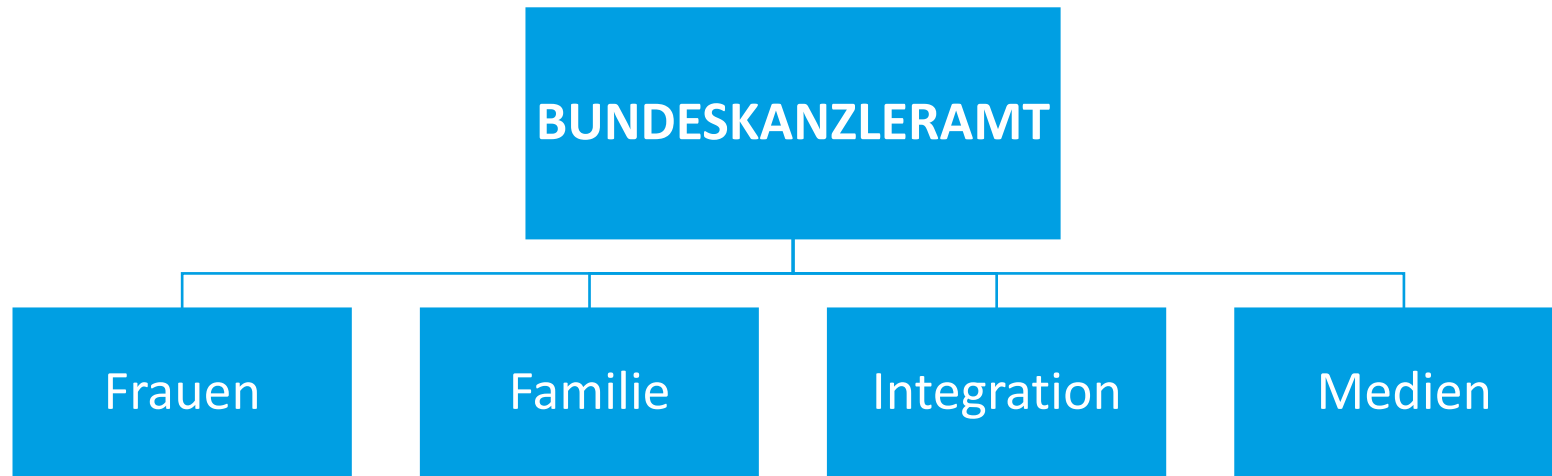 BUNDESKANZLERAMT
Frauen
Familie
Integration
Medien